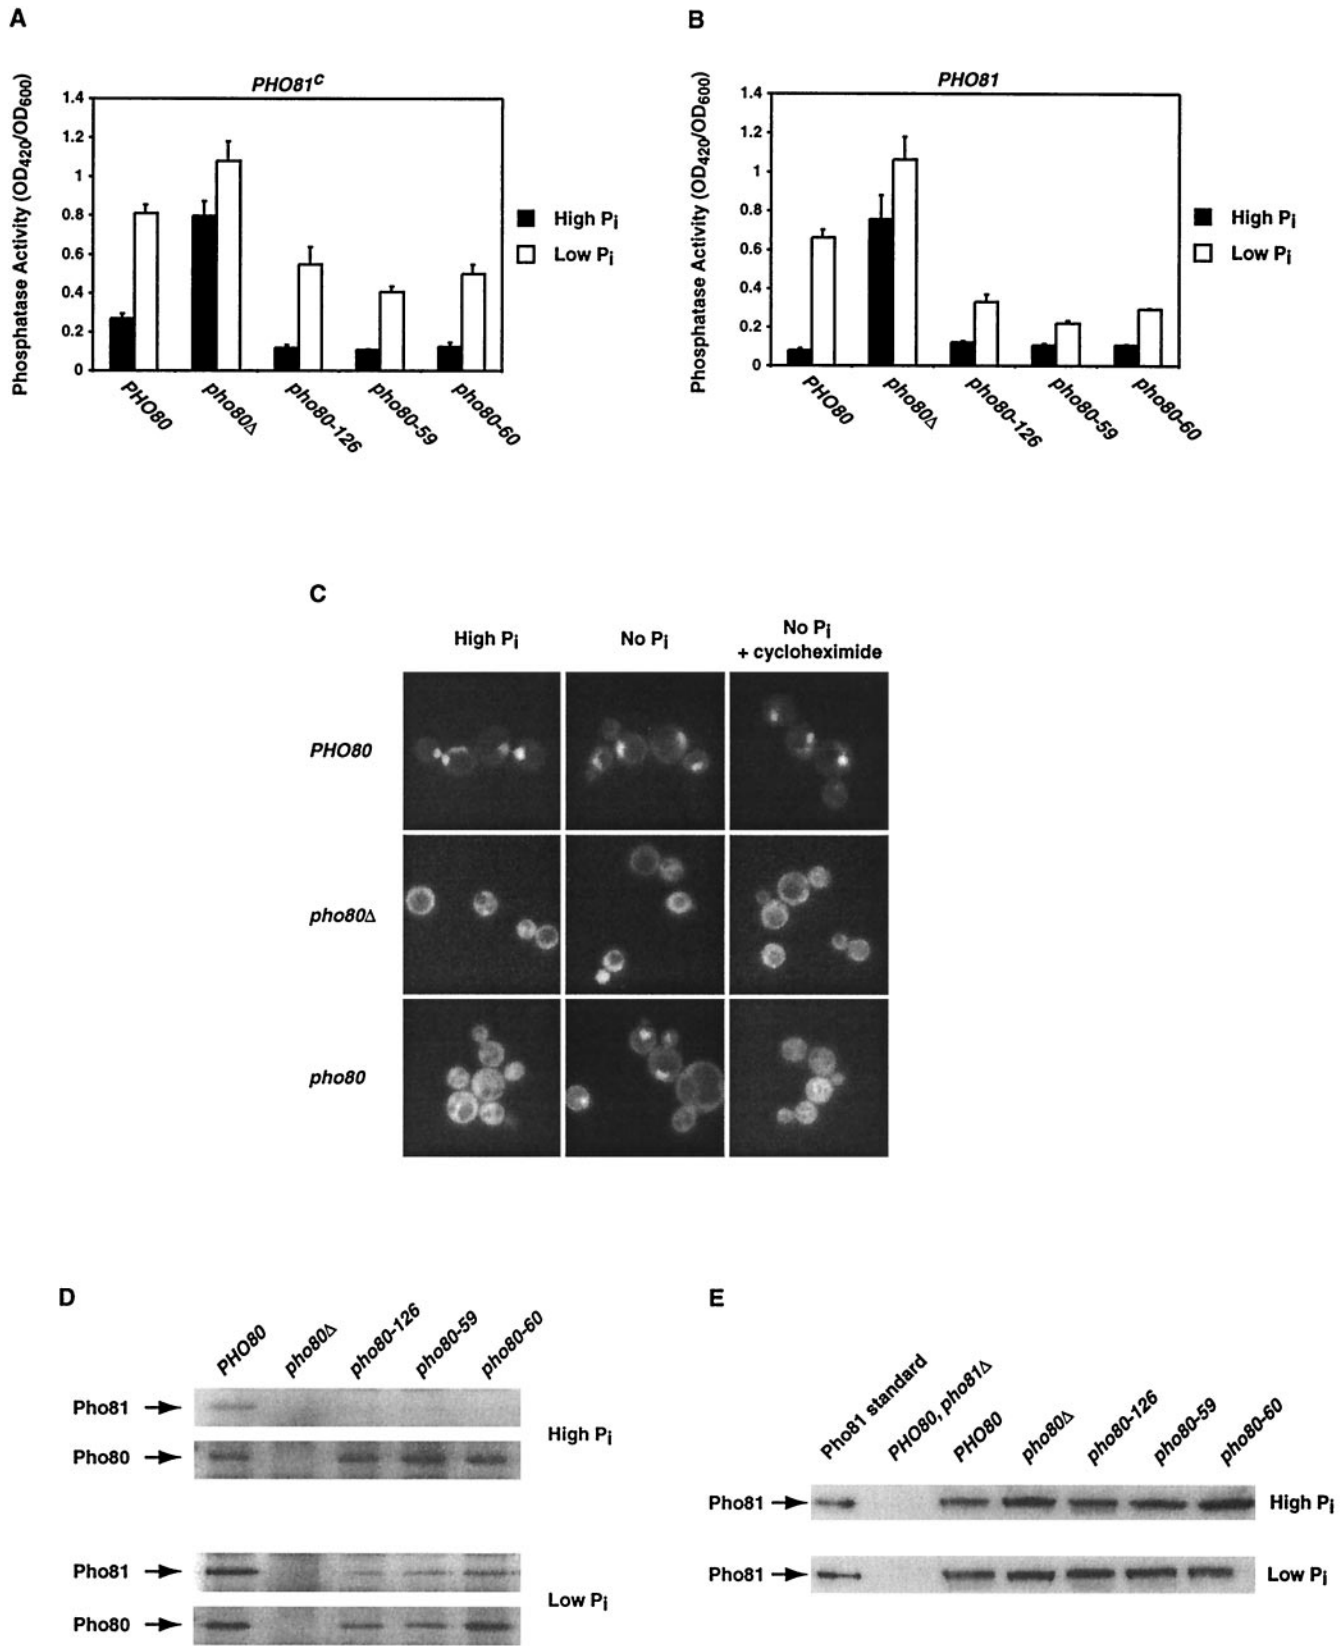 A
PHO81ᶜ
Phosphatase Activity (OD₄₂₀/OD₆₀₀)
1.4
1.2
1
0.8
0.6
0.4
0.2
0
PHO80
pho80Δ
pho80-126
pho80-59
pho80-60
High Pi
Low Pi
B
PHO81
Phosphatase Activity (OD₄₂₀/OD₆₀₀)
1.4
1.2
1
0.8
0.6
0.4
0.2
0
PHO80
pho80Δ
pho80-126
pho80-59
pho80-60
High Pi
Low Pi
C
High Pi
No Pi
No Pi
+ cycloheximide
PHO80
pho80Δ
pho80
D
PHO80
pho80Δ
pho80-126
pho80-59
pho80-60
Pho81
Pho80
High Pi
Pho81
Pho80
Low Pi
E
Pho81 standard
PHO80, pho81Δ
PHO80
pho80Δ
pho80-126
pho80-59
pho80-60
Pho81
High Pi
Pho81
Low Pi